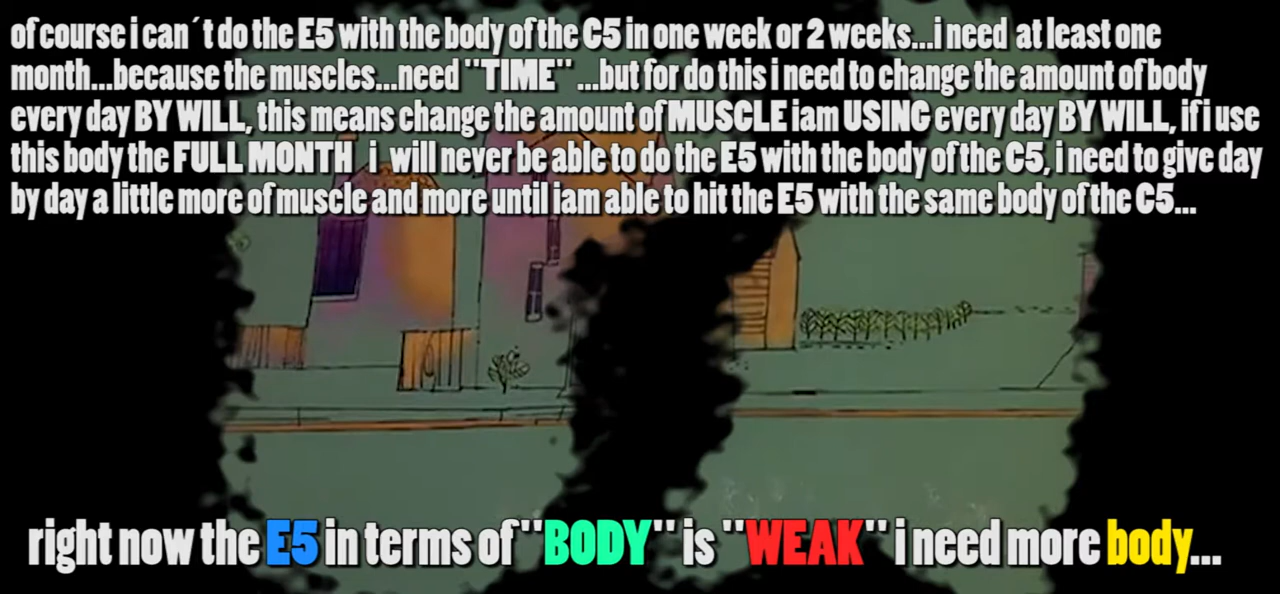 of course i can´t do the E5 with the body of the C5 in one week or 2 weeks...i need at least one
month...because the muscles...need "TIME" ...but for do this i need to change the amount of body
every day BY WILL, this means change the amount of MUSCLE iam USING every day BY WILL, if i use
this body the FULL MONTH i will never be able to do the E5 with the body of the C5, i need to give day
by day a little more of muscle and more until iam able to hit the E5 with the same body of the C5...
right now the E5 in terms of "BODY" is "WEAK" i need more body...